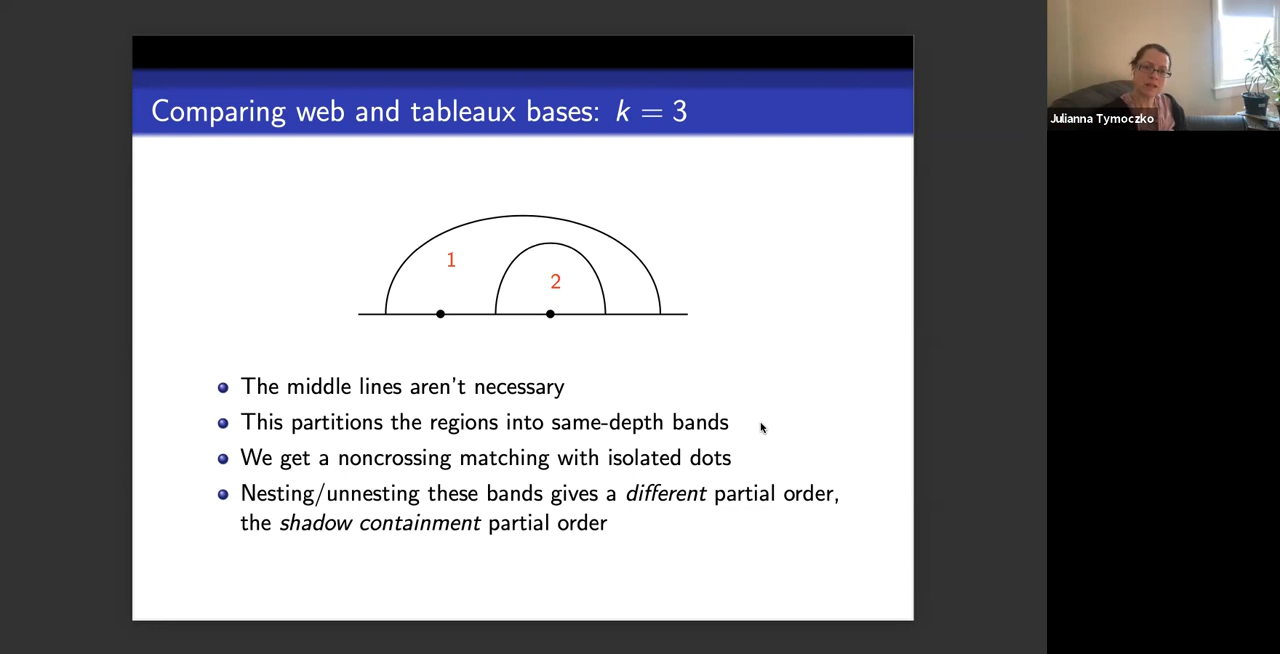 Comparing web and tableaux bases: k = 3
1
2
The middle lines aren't necessary
This partitions the regions into same-depth bands
We get a noncrossing matching with isolated dots
Nesting/unnesting these bands gives a different partial order,
the shadow containment partial order
Julianna Tymoczko